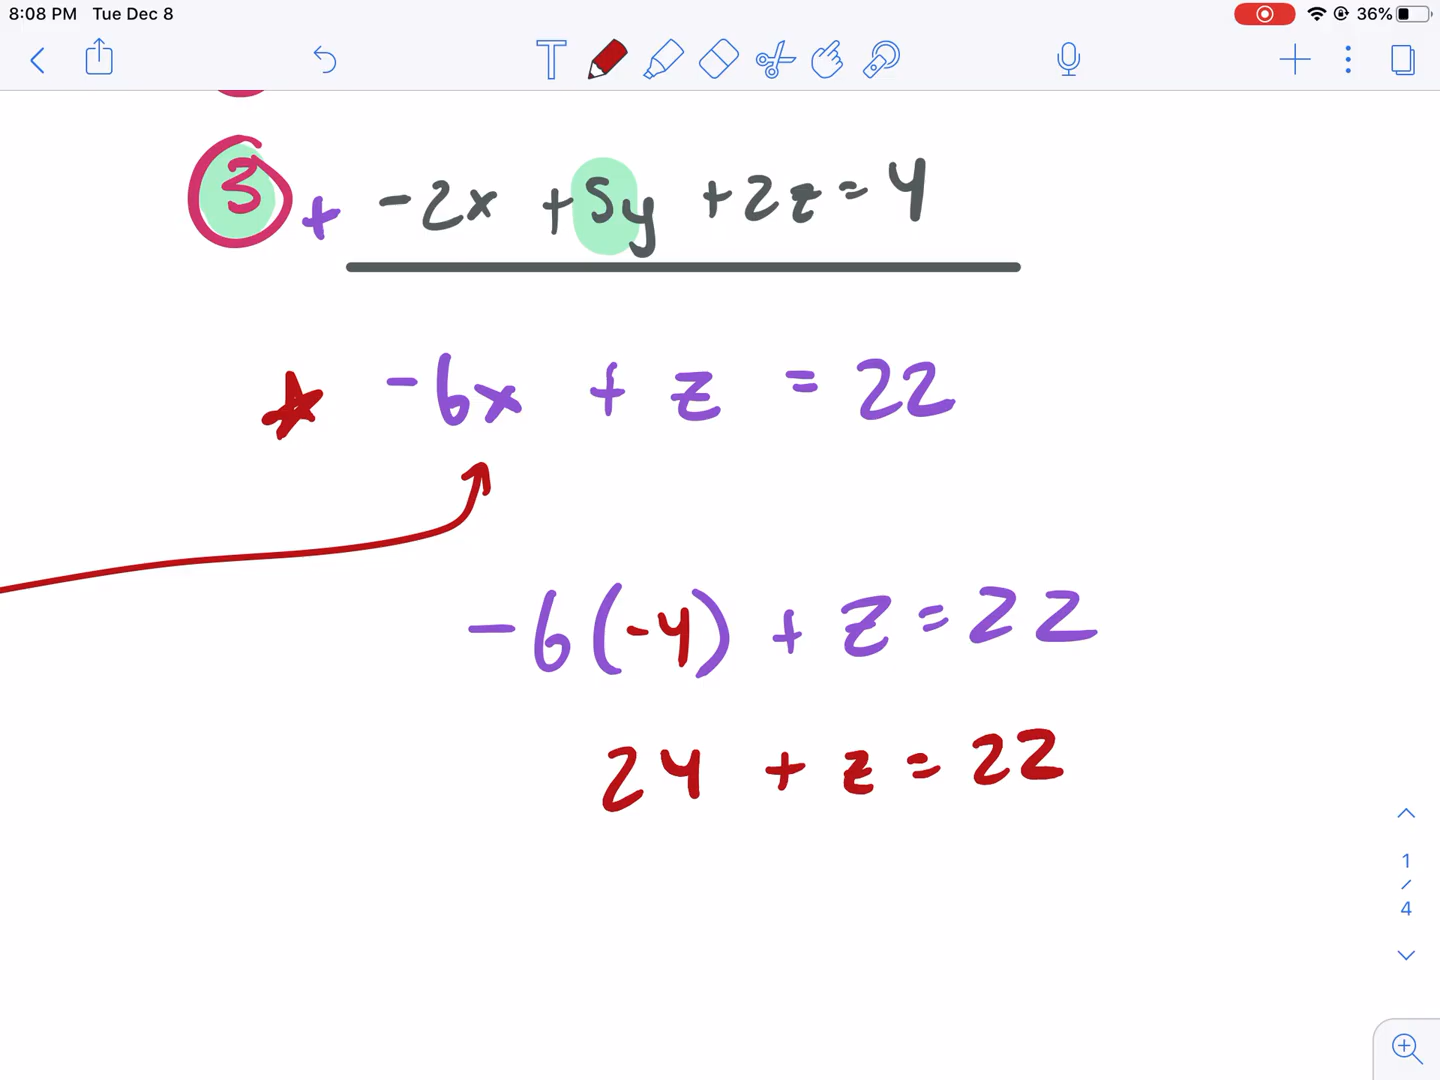 8:08 PM Tue Dec 8 36%
T
3 + -2x +5y +2z=4
-6x + z = 22
-6(-4) + z=22
24 + z=22
1
/
4